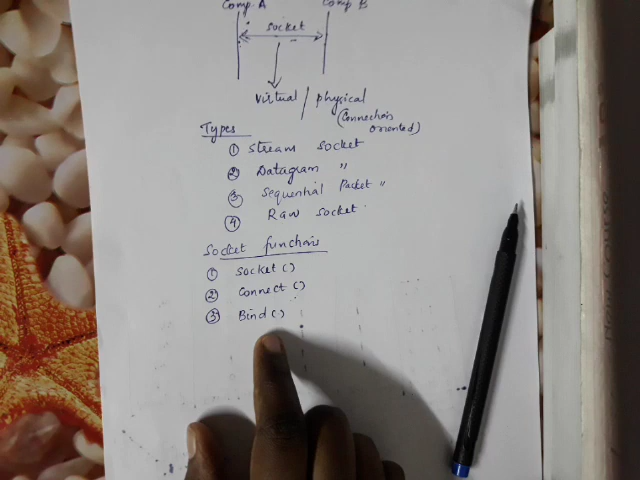 Comp. A Comp B
socket
virtual / physical
(Connection
oriented)
Types
① Stream Socket
② Datagram "
③ Sequential Packet "
④ Raw Socket
Socket functions
① Socket ( )
② Connect ( )
③ Bind ( )